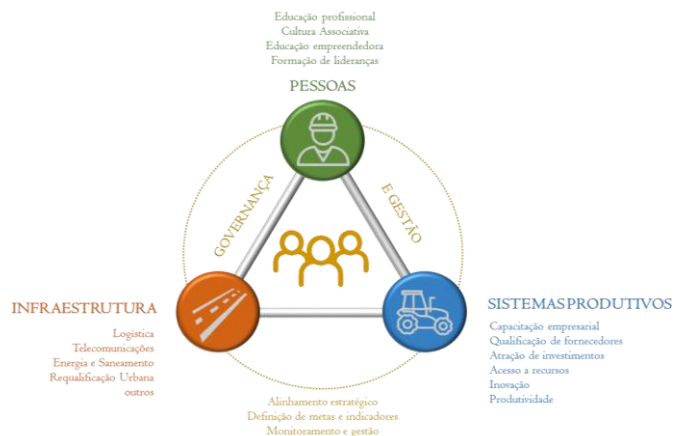 Educação profissional
Cultura Associativa
Educação empreendedora
Formação de lideranças
PESSOAS
GOVERNANÇA
E GESTÃO
INFRAESTRUTURA
Logística
Telecomunicações
Energia e Saneamento
Requalificação Urbana
outros
SISTEMAS PRODUTIVOS
Capacitação empresarial
Qualificação de fornecedores
Atração de investimentos
Acesso a recursos
Inovação
Produtividade
Alinhamento estratégico
Definição de metas e indicadores
Monitoramento e gestão